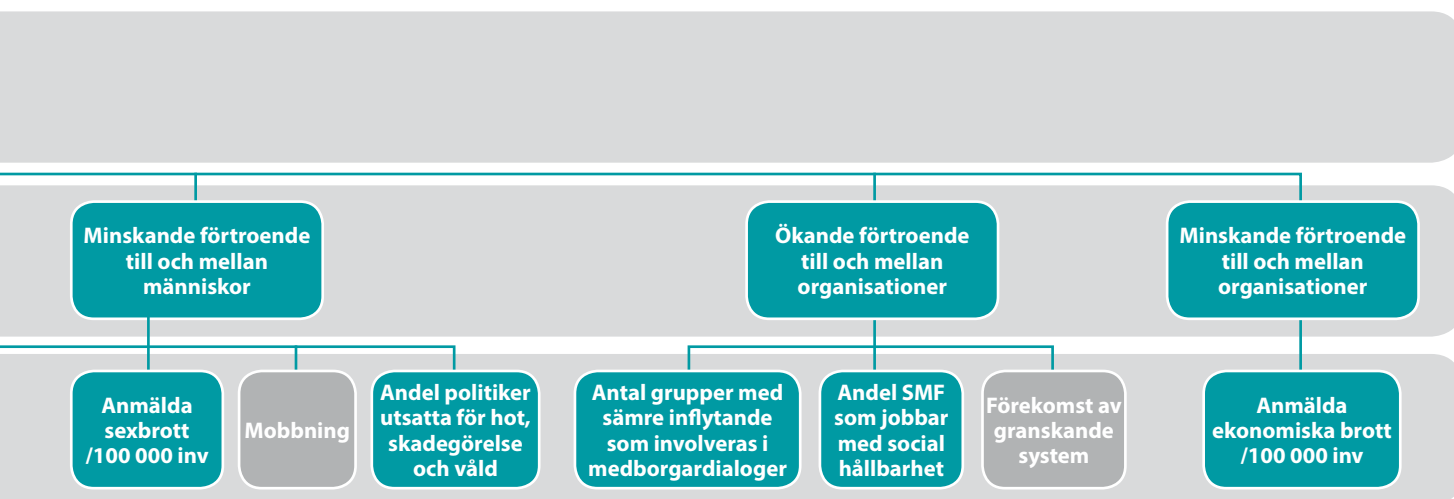 Minskande förtroende
till och mellan
människor
Ökande förtroende
till och mellan
organisationer
Minskande förtroende
till och mellan
organisationer
Anmälda
sexbrott
/100 000 inv
Mobbning
Andel politiker
utsatta för hot,
skadegörelse
och våld
Antal grupper med
sämre inflytande
som involveras i
medborgardialoger
Andel SMF
som jobbar
med social
hållbarhet
Förekomst av
granskande
system
Anmälda
ekonomiska brott
/100 000 inv